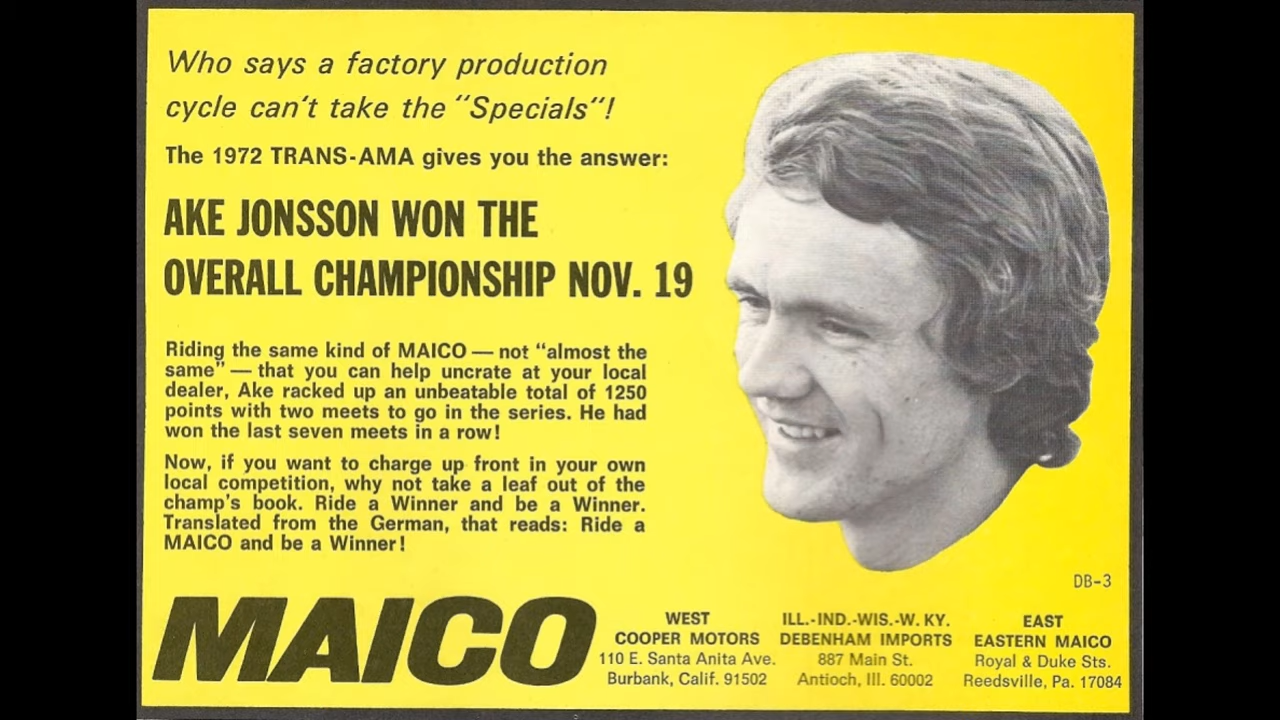 Who says a factory production
cycle can't take the "Specials"!
The 1972 TRANS-AMA gives you the answer:
AKE JONSSON WON THE
OVERALL CHAMPIONSHIP NOV. 19
Riding the same kind of MAICO — not "almost the
same" — that you can help uncrate at your local
dealer, Ake racked up an unbeatable total of 1250
points with two meets to go in the series. He had
won the last seven meets in a row!
Now, if you want to charge up front in your own
local competition, why not take a leaf out of the
champ's book. Ride a Winner and be a Winner.
Translated from the German, that reads: Ride a
MAICO and be a Winner!
DB-3
MAICO
WEST
COOPER MOTORS
110 E. Santa Anita Ave.
Burbank, Calif. 91502
ILL.-IND.-WIS.-W. KY.
DEBENHAM IMPORTS
887 Main St.
Antioch, Ill. 60002
EAST
EASTERN MAICO
Royal & Duke Sts.
Reedsville, Pa. 17084